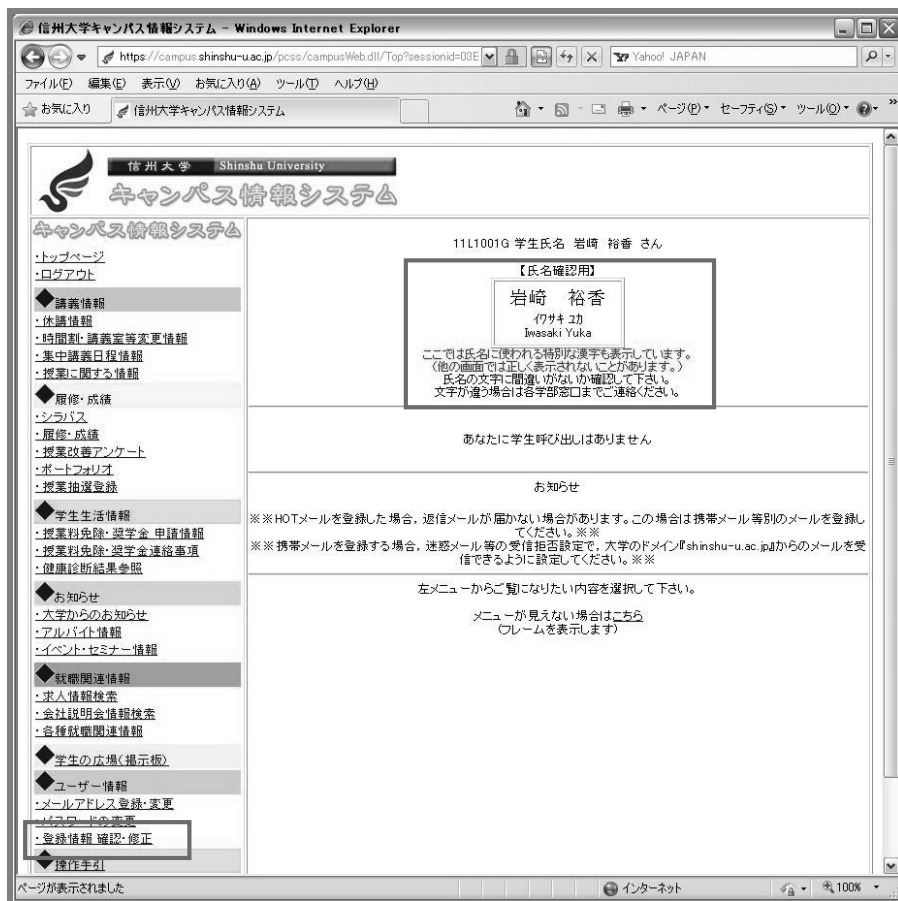 信州大学キャンパス情報システム - Windows Internet Explorer
https://campus.shinshu-u.ac.jp/pcss/campusWeb.dll/Top?sessionid=03E
Yahoo! JAPAN
ファイル(F) 編集(E) 表示(V) お気に入り(A) ツール(T) ヘルプ(H)
お気に入り
信州大学キャンパス情報システム
ページ(P) セーフティ(S) ツール(O)
信州大学 Shinshu University
キャンパス情報システム
キャンパス情報システム
・トップページ
・ログアウト
◆講義情報
・休講情報
・時間割・講義室等変更情報
・集中講義日程情報
・授業に関する情報
◆履修・成績
・シラバス
・履修・成績
・授業改善アンケート
・ポートフォリオ
・授業抽選登録
◆学生生活情報
・授業料免除・奨学金 申請情報
・授業料免除・奨学金連絡事項
・健康診断結果参照
◆お知らせ
・大学からのお知らせ
・アルバイト情報
・イベント・セミナー情報
◆就職関連情報
・求人情報検索
・会社説明会情報検索
・各種就職関連情報
◆学生の広場(掲示板)
◆ユーザー情報
・メールアドレス登録・変更
・パスワードの変更
・登録情報 確認・修正
◆操作手引
11L1001G 学生氏名 岩崎 裕香 さん
【氏名確認用】
岩崎 裕香
イワサキ ユカ
Iwasaki Yuka
ここでは氏名に使われる特別な漢字も表示しています。
(他の画面では正しく表示されないことがあります。)
氏名の文字に間違いがないか確認して下さい。
文字が違う場合は各学部窓口までご連絡ください。
あなたに学生呼び出しはありません
お知らせ
※※HOTメールを登録した場合，返信メールが届かない場合があります。この場合は携帯メール等別のメールを登録し
てください。※※
※※携帯メールを登録する場合，迷惑メール等の受信拒否設定で，大学のドメイン『shinshu-u.ac.jp』からのメールを受
信できるように設定してください。※※
左メニューからご覧になりたい内容を選択して下さい。
メニューが見えない場合はこちら
(フレームを表示します)
ページが表示されました
インターネット
100%